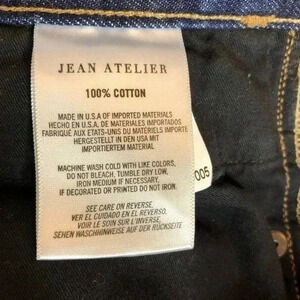 JEAN ATELIER
100% COTTON
MADE IN U.S.A OF IMPORTED MATERIALS
HECHO EN U.S.A, DE MATERIALES IMPORTADOS
FABRIQUÉ AUX ETATS-UNIS DU MATÉRIEL IMPORTÉ
HERGESTELLT IN DEN USA MIT
IMPORTIERTEM MATERIAL
MACHINE WASH COLD WITH LIKE COLORS,
DO NOT BLEACH, TUMBLE DRY LOW,
IRON MEDIUM IF NECESSARY.
IF DECORATED OR PRINTED DO NOT IRON.
SEE CARE ON REVERSE.
VER EL CUIDADO EN EL REVERSO.
VOIR LE SOIN SUR L'INVERSE.
SEHEN WASCHHINWEISE AUF DER RÜCKSEITE
005